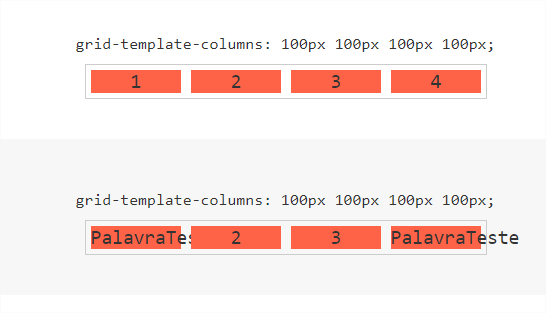 grid-template-columns: 100px 100px 100px 100px;
1 2 3 4
grid-template-columns: 100px 100px 100px 100px;
PalavraTes 2 3 PalavraTeste